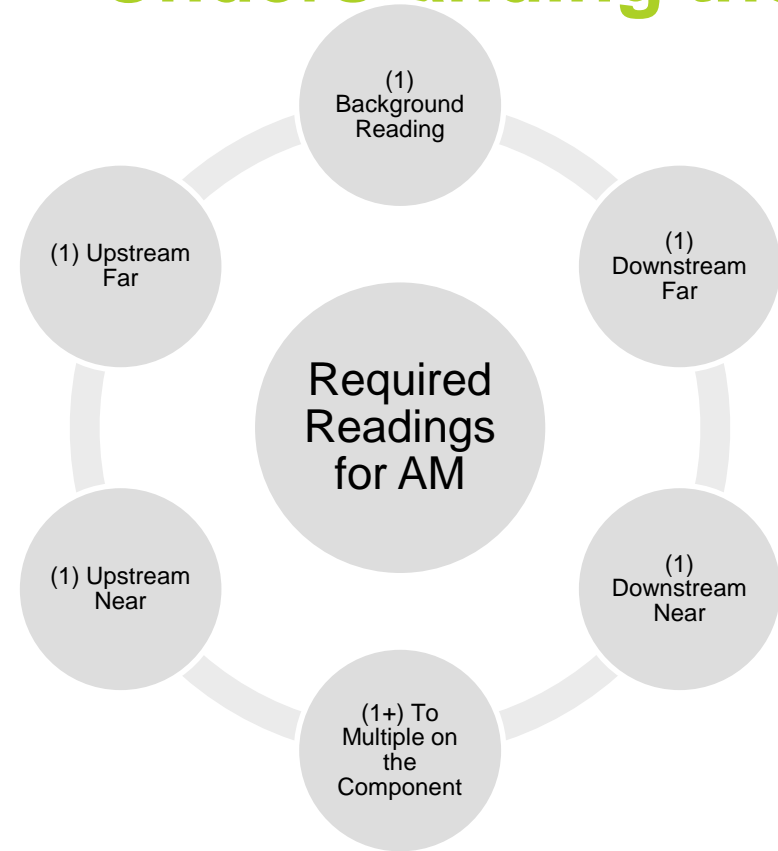 (1)
Background
Reading
(1)
Downstream
Far
(1)
Downstream
Near
(1+) To
Multiple on
the
Component
(1) Upstream
Near
(1) Upstream
Far
Required
Readings
for AM